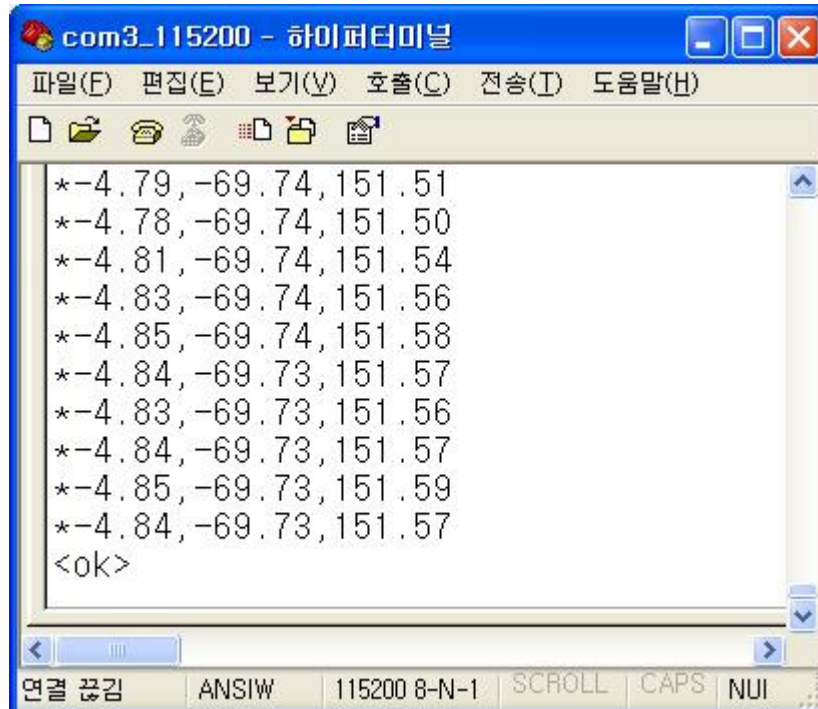 com3_115200 - 하이퍼터미널
파일(F) 편집(E) 보기(V) 호출(C) 전송(T) 도움말(H)
*-4.79,-69.74,151.51
*-4.78,-69.74,151.50
*-4.81,-69.74,151.54
*-4.83,-69.74,151.56
*-4.85,-69.74,151.58
*-4.84,-69.73,151.57
*-4.83,-69.73,151.56
*-4.84,-69.73,151.57
*-4.85,-69.73,151.59
*-4.84,-69.73,151.57
<ok>
연결 끊김 ANSIW 115200 8-N-1 SCROLL CAPS NUI